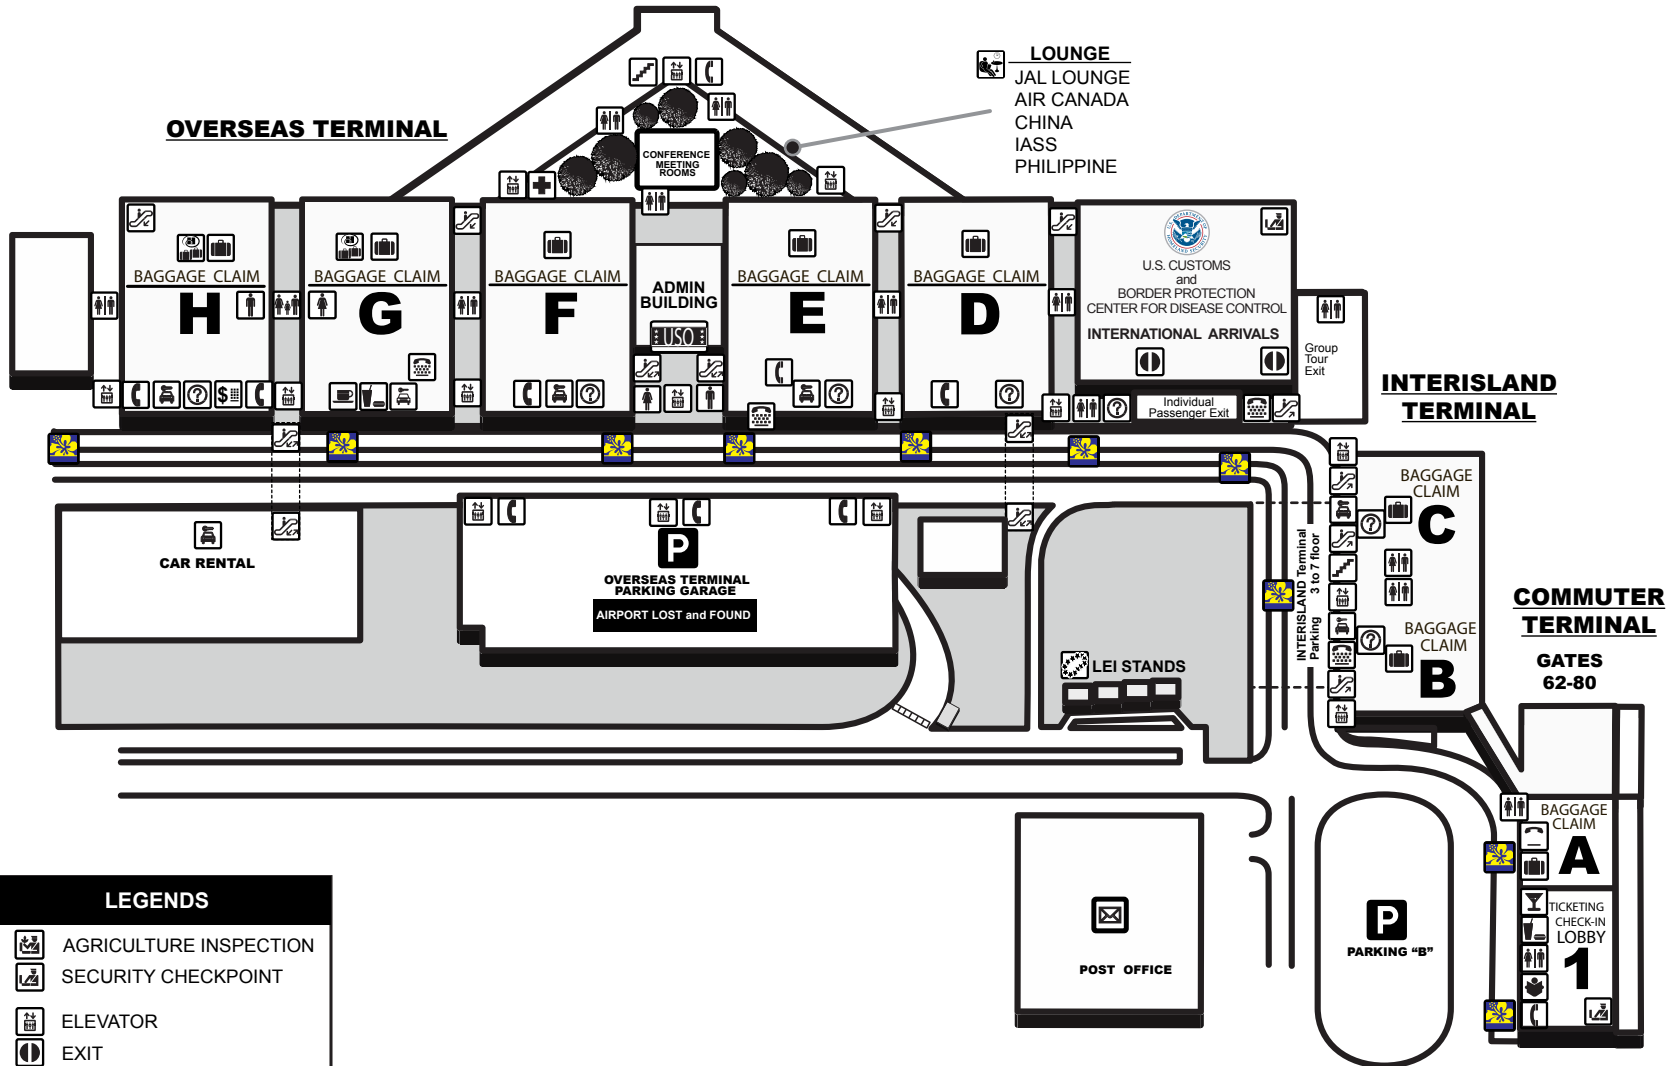 LOUNGE
JAL LOUNGE
AIR CANADA
CHINA
IASS
PHILIPPINE
OVERSEAS TERMINAL
CONFERENCE
MEETING
ROOMS
BAGGAGE CLAIM
H
BAGGAGE CLAIM
G
BAGGAGE CLAIM
F
ADMIN
BUILDING
USO
BAGGAGE CLAIM
E
BAGGAGE CLAIM
D
U.S. CUSTOMS
and
BORDER PROTECTION
CENTER FOR DISEASE CONTROL
INTERNATIONAL ARRIVALS
Group
Tour
Exit
Individual
Passenger Exit
INTERISLAND
TERMINAL
BAGGAGE
CLAIM
C
BAGGAGE
CLAIM
B
INTERISLAND Terminal
Parking 3 to 7 floor
CAR RENTAL
P
OVERSEAS TERMINAL
PARKING GARAGE
AIRPORT LOST and FOUND
LEI STANDS
COMMUTER
TERMINAL
GATES
62-80
BAGGAGE
CLAIM
A
TICKETING
CHECK-IN
LOBBY
1
POST OFFICE
P
PARKING “B”
LEGENDS
AGRICULTURE INSPECTION
SECURITY CHECKPOINT
ELEVATOR
EXIT